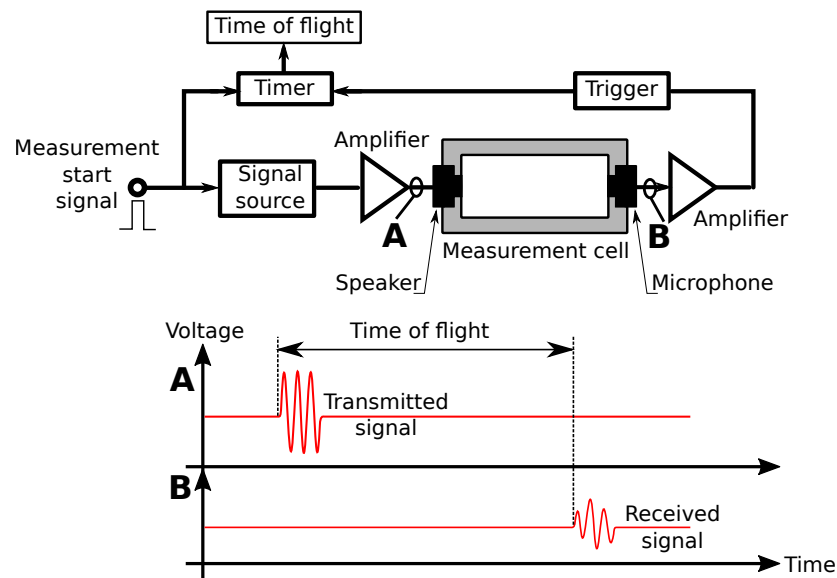 Time of flight
Timer
Trigger
Amplifier
Measurement
start
signal
Signal
source
A
B
Amplifier
Measurement cell
Speaker
Microphone
Voltage
Time of flight
A
Transmitted
signal
B
Received
signal
Time